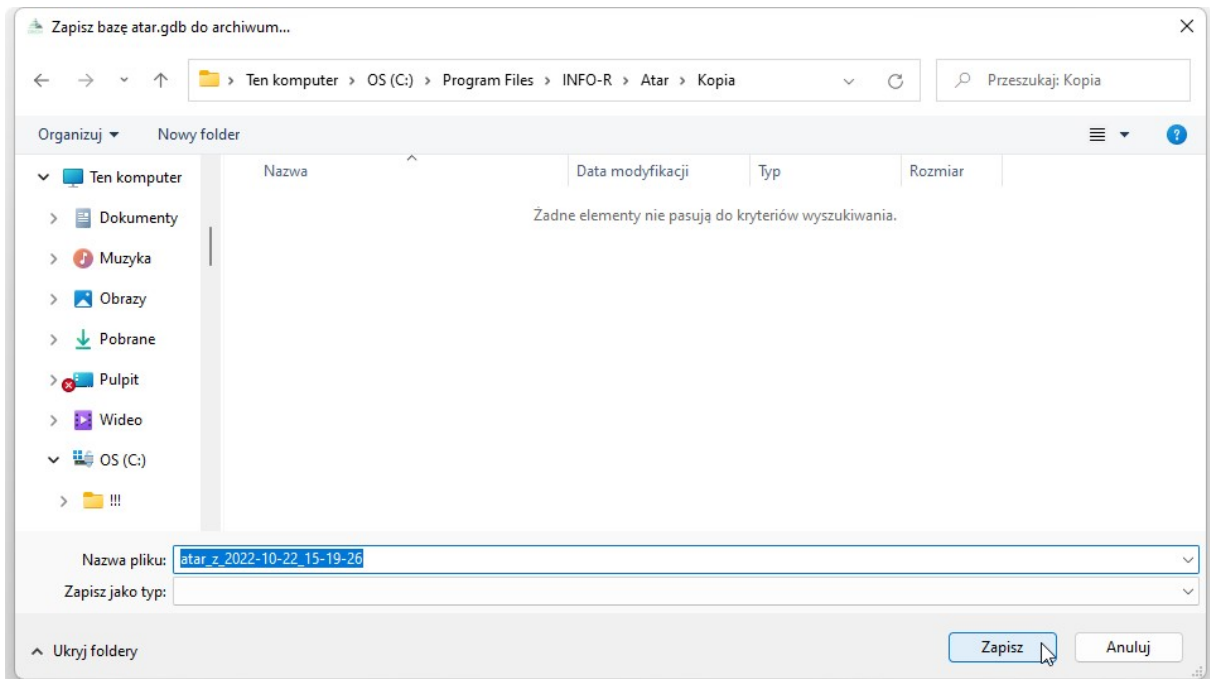 Zapisz bazę atar.gdb do archiwum...
Ten komputer > OS (C:) > Program Files > INFO-R > Atar > Kopia
Przeszukaj: Kopia
Organizuj
Nowy folder
Nazwa
Data modyfikacji
Typ
Rozmiar
Żadne elementy nie pasują do kryteriów wyszukiwania.
Ten komputer
Dokumenty
Muzyka
Obrazy
Pobrane
Pulpit
Wideo
OS (C:)
!!!
Nazwa pliku: atar_z_2022-10-22_15-19-26
Zapisz jako typ:
Ukryj foldery
Zapisz
Anuluj